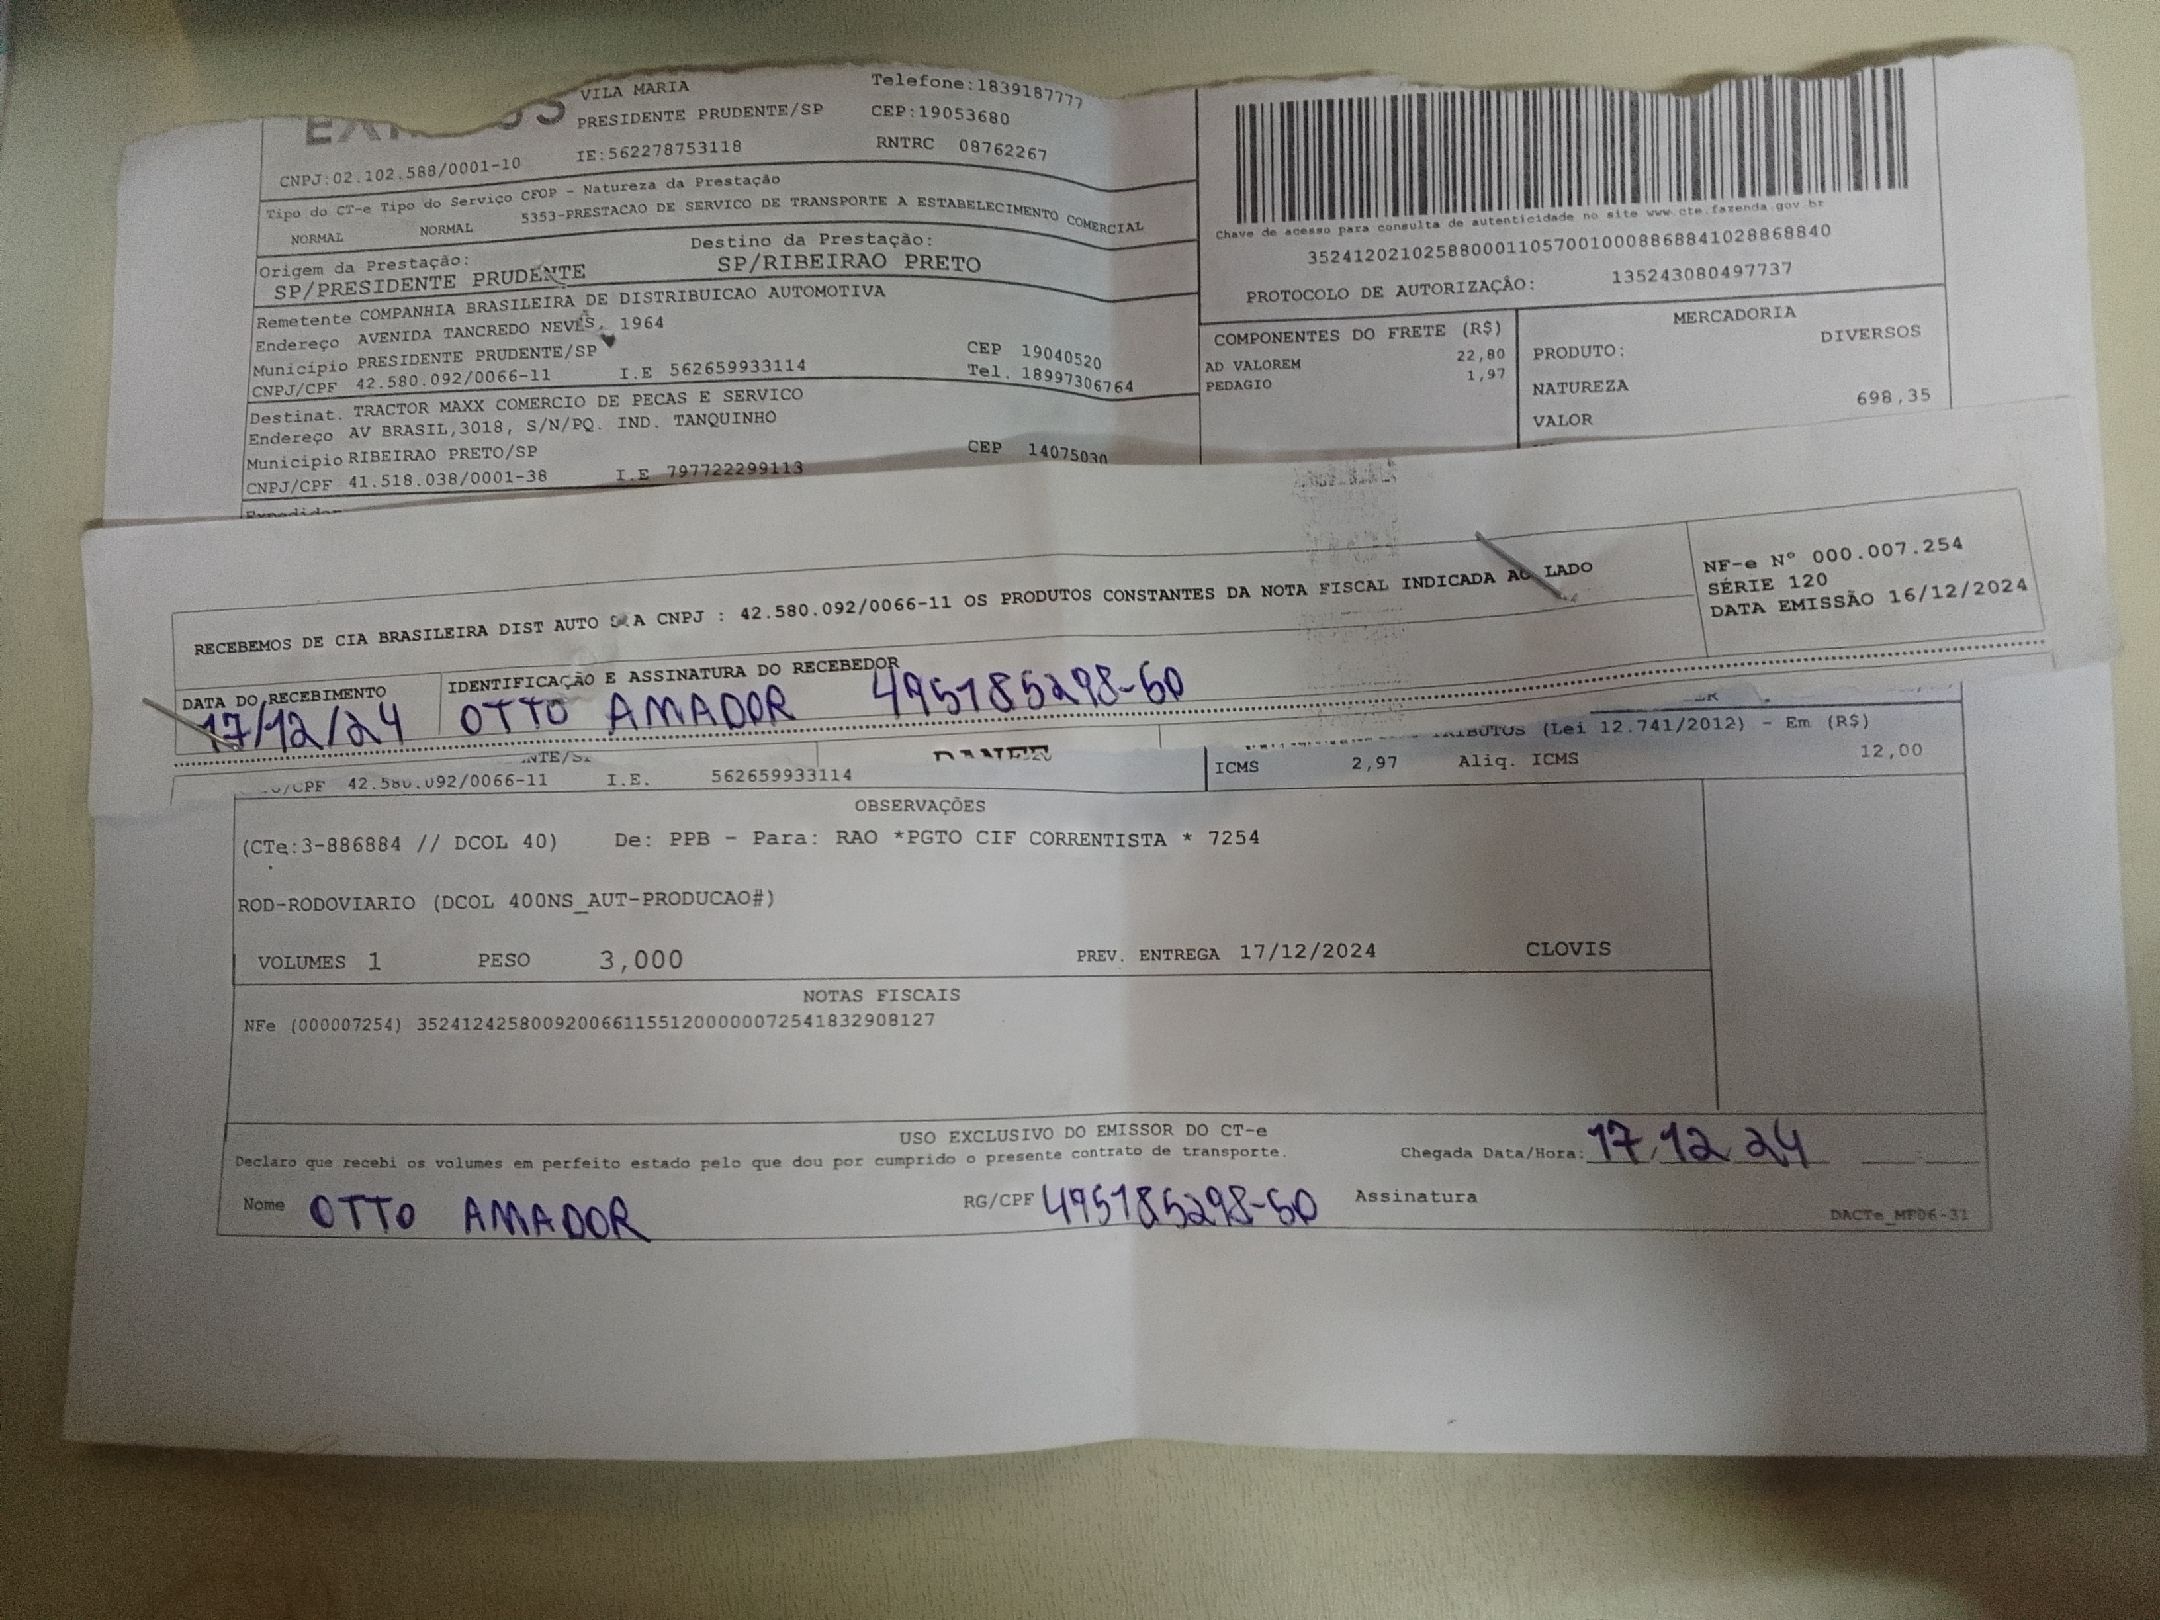 VILA MARIA Telefone:1839187777
PRESIDENTE PRUDENTE/SP CEP:19053680
CNPJ:02.102.588/0001-10 IE:562278753118 RNTRC 08762267
Tipo do CT-e Tipo do Serviço CFOP - Natureza da Prestação
NORMAL NORMAL 5353-PRESTACAO DE SERVICO DE TRANSPORTE A ESTABELECIMENTO COMERCIAL
Origem da Prestação: Destino da Prestação:
SP/PRESIDENTE PRUDENTE SP/RIBEIRAO PRETO
Remetente COMPANHIA BRASILEIRA DE DISTRIBUICAO AUTOMOTIVA
Endereço AVENIDA TANCREDO NEVES, 1964
Município PRESIDENTE PRUDENTE/SP CEP 19040520
CNPJ/CPF 42.580.092/0066-11 I.E 562659933114 Tel. 18997306764
Destinat. TRACTOR MAXX COMERCIO DE PECAS E SERVICO
Endereço AV BRASIL,3018, S/N/PQ. IND. TANQUINHO
Município RIBEIRAO PRETO/SP CEP 14075030
CNPJ/CPF 41.518.038/0001-38 I.E 797722299113
Chave de acesso para consulta de autenticidade no site www.cte.fazenda.gov.br
35241202102588000110570010008868841028868840
PROTOCOLO DE AUTORIZAÇÂO: 135243080497737
COMPONENTES DO FRETE (R$)
AD VALOREM 22,80
PEDAGIO 1,97
MERCADORIA
PRODUTO: DIVERSOS
NATUREZA
VALOR 698,35
RECEBEMOS DE CIA BRASILEIRA DIST AUTO A CNPJ : 42.580.092/0066-11 OS PRODUTOS CONSTANTES DA NOTA FISCAL INDICADA AO LADO
NF-e Nº 000.007.254
SÉRIE 120
DATA EMISSÃO 16/12/2024
DATA DO RECEBIMENTO IDENTIFICAÇÃO E ASSINATURA DO RECEBEDOR
17/12/24 OTTO AMADOR 495185298-50
(Lei 12.741/2012) - Em (R$)
42.580.092/0066-11 I.E. 562659933114
ICMS 2,97 Aliq. ICMS 12,00
OBSERVAÇÕES
(CTe:3-886884 // DCOL 40) De: PPB - Para: RAO *PGTO CIF CORRENTISTA * 7254
ROD-RODOVIARIO (DCOL 400NS_AUT-PRODUCAO#)
VOLUMES 1 PESO 3,000 PREV. ENTREGA 17/12/2024 CLOVIS
NOTAS FISCAIS
NFe (000007254) 35241242580092006611551200000072541832908127
USO EXCLUSIVO DO EMISSOR DO CT-e
Declaro que recebi os volumes em perfeito estado pelo que dou por cumprido o presente contrato de transporte. Chegada Data/Hora: 17/12 24
Nome OTTO AMADOR RG/CPF 495185298-50 Assinatura
DACTe_MF06-31